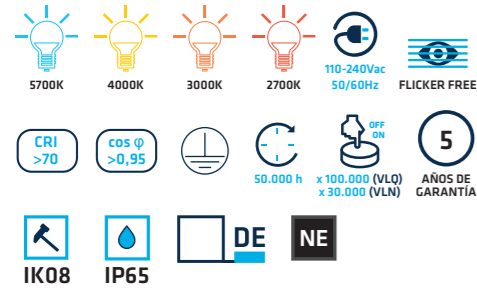 5700K
4000K
3000K
2700K
110-240Vac
50/60Hz
FLICKER FREE
CRI
>70
cos φ
>0,95
50.000 h
OFF
ON
x 100.000 (VLQ)
x 30.000 (VLN)
5
AÑOS DE
GARANTÍA
IK08
IP65
DE
NE